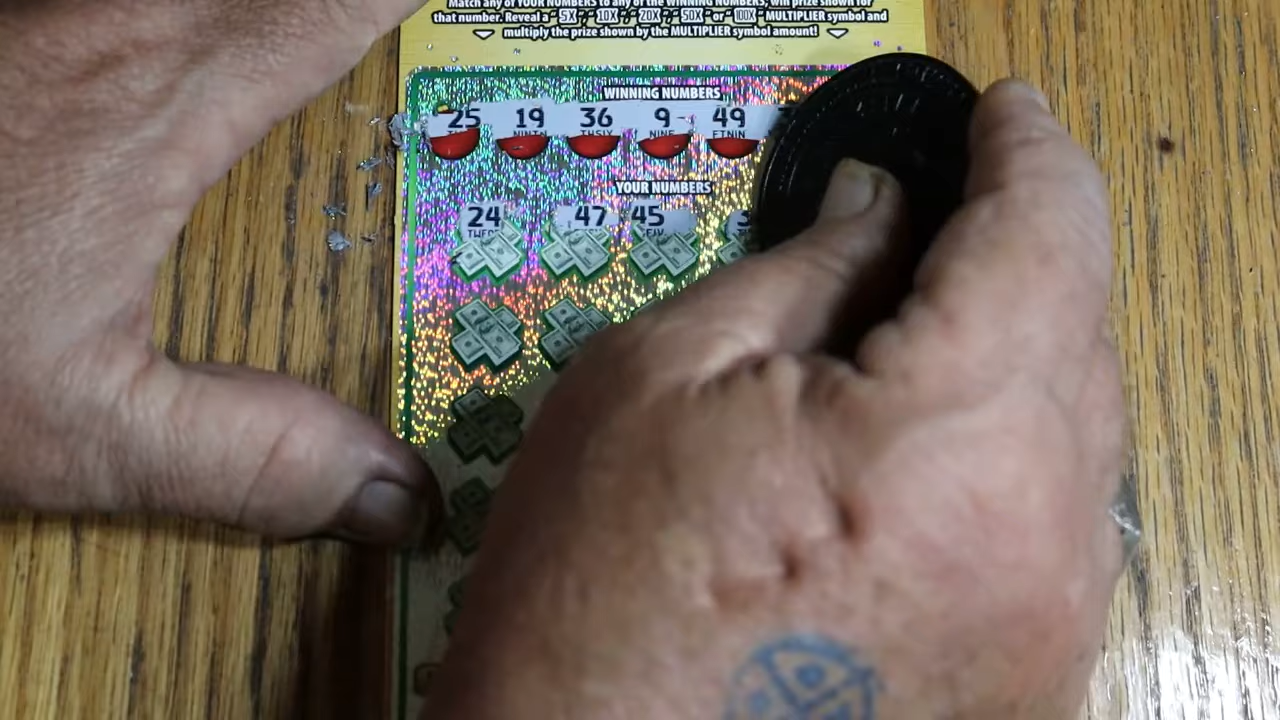 Match any of YOUR NUMBERS to any of the WINNING NUMBERS, win prize shown for
that number. Reveal a "5X", "10X", "20X", "50X" or "100X" MULTIPLIER symbol and
multiply the prize shown by the MULTIPLIER symbol amount!
WINNING NUMBERS
25 19 36 9 49
NINT THSIX NINE FTNIN
YOUR NUMBERS
24 47 45 3